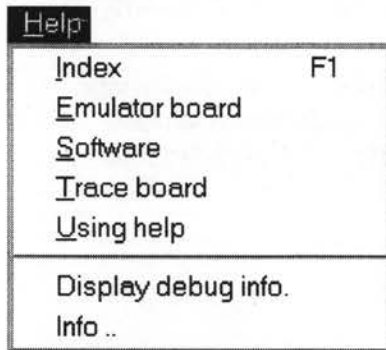 Help
Index F1
Emulator board
Software
Trace board
Using help
Display debug info.
Info ..